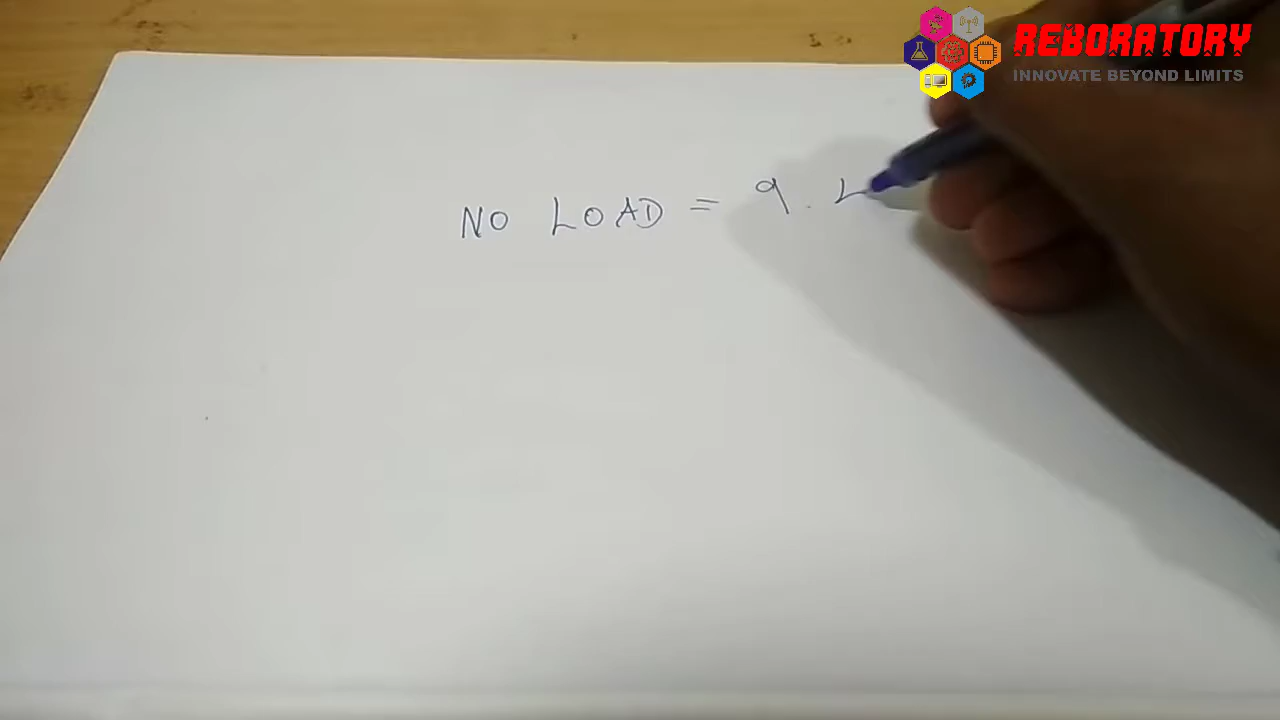 REBORATORY
INNOVATE BEYOND LIMITS
NO LOAD = 9.